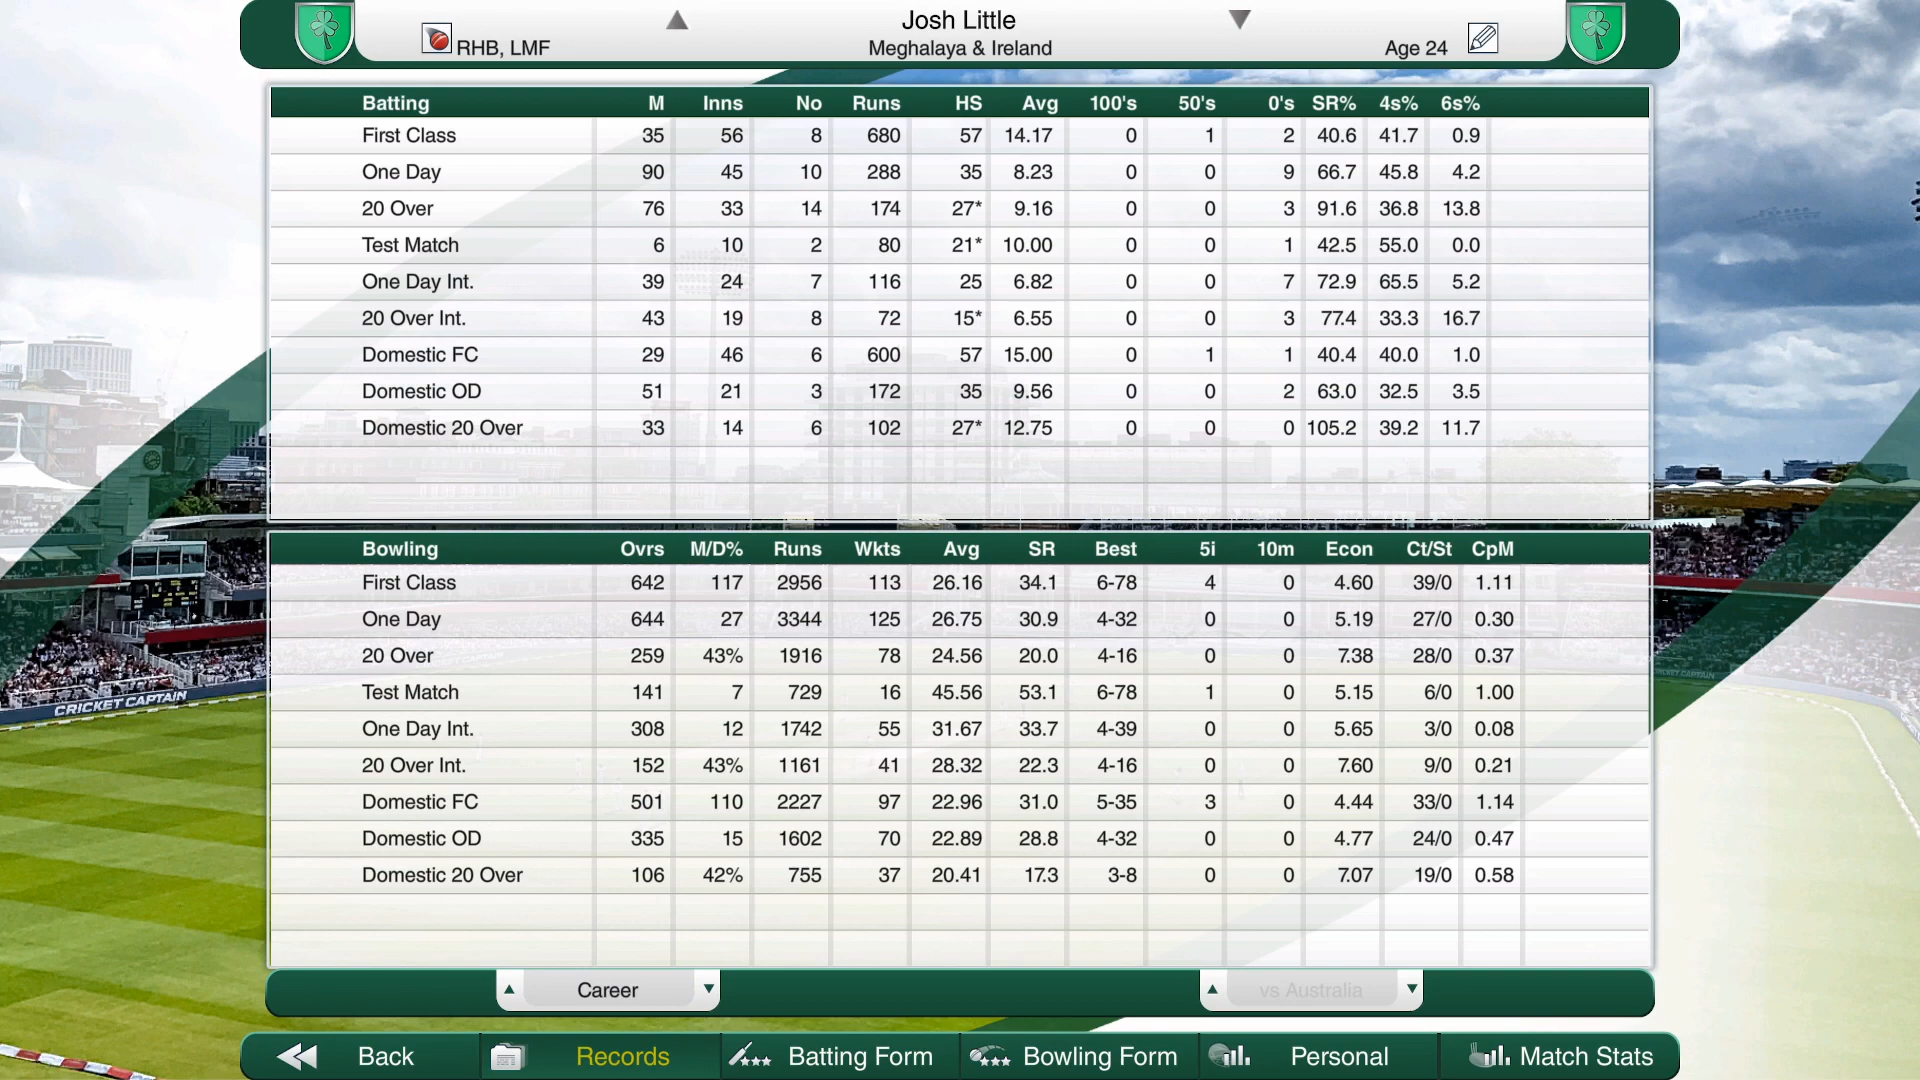 Josh Little
RHB, LMF
Meghalaya & Ireland
Age 24
Batting M Inns No Runs HS Avg 100's 50's 0's SR% 4s% 6s%
First Class 35 56 8 680 57 14.17 0 1 2 40.6 41.7 0.9
One Day 90 45 10 288 35 8.23 0 0 9 66.7 45.8 4.2
20 Over 76 33 14 174 27* 9.16 0 0 3 91.6 36.8 13.8
Test Match 6 10 2 80 21* 10.00 0 0 1 42.5 55.0 0.0
One Day Int. 39 24 7 116 25 6.82 0 0 7 72.9 65.5 5.2
20 Over Int. 43 19 8 72 15* 6.55 0 0 3 77.4 33.3 16.7
Domestic FC 29 46 6 600 57 15.00 0 1 1 40.4 40.0 1.0
Domestic OD 51 21 3 172 35 9.56 0 0 2 63.0 32.5 3.5
Domestic 20 Over 33 14 6 102 27* 12.75 0 0 0 105.2 39.2 11.7
Bowling Ovrs M/D% Runs Wkts Avg SR Best 5i 10m Econ Ct/St CpM
First Class 642 117 2956 113 26.16 34.1 6-78 4 0 4.60 39/0 1.11
One Day 644 27 3344 125 26.75 30.9 4-32 0 0 5.19 27/0 0.30
20 Over 259 43% 1916 78 24.56 20.0 4-16 0 0 7.38 28/0 0.37
Test Match 141 7 729 16 45.56 53.1 6-78 1 0 5.15 6/0 1.00
One Day Int. 308 12 1742 55 31.67 33.7 4-39 0 0 5.65 3/0 0.08
20 Over Int. 152 43% 1161 41 28.32 22.3 4-16 0 0 7.60 9/0 0.21
Domestic FC 501 110 2227 97 22.96 31.0 5-35 3 0 4.44 33/0 1.14
Domestic OD 335 15 1602 70 22.89 28.8 4-32 0 0 4.77 24/0 0.47
Domestic 20 Over 106 42% 755 37 20.41 17.3 3-8 0 0 7.07 19/0 0.58
CRICKET CAPTAIN
CRICKET CAPTAIN
Career
vs Australia
Back Records Batting Form Bowling Form Personal Match Stats